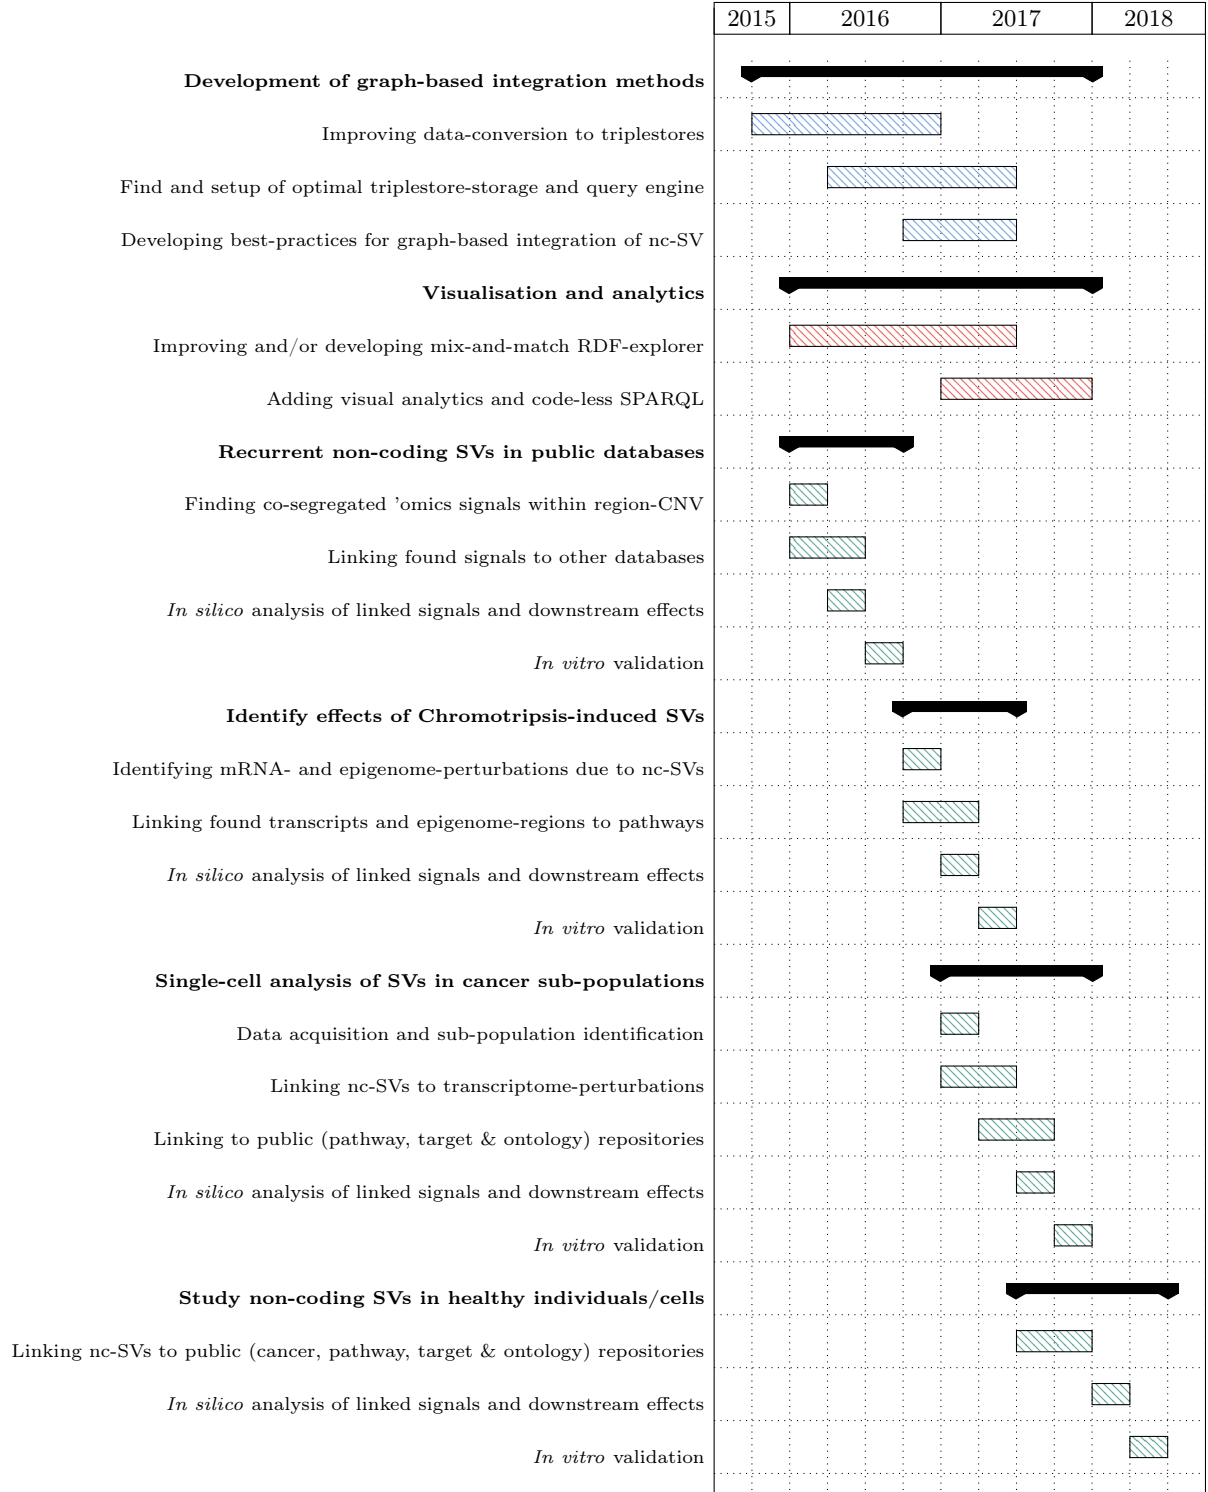 2015 2016 2017 2018
Development of graph-based integration methods
Improving data-conversion to triplestores
Find and setup of optimal triplestore-storage and query engine
Developing best-practices for graph-based integration of nc-SV
Visualisation and analytics
Improving and/or developing mix-and-match RDF-explorer
Adding visual analytics and code-less SPARQL
Recurrent non-coding SVs in public databases
Finding co-segregated ’omics signals within region-CNV
Linking found signals to other databases
In silico analysis of linked signals and downstream effects
In vitro validation
Identify effects of Chromotripsis-induced SVs
Identifying mRNA- and epigenome-perturbations due to nc-SVs
Linking found transcripts and epigenome-regions to pathways
In silico analysis of linked signals and downstream effects
In vitro validation
Single-cell analysis of SVs in cancer sub-populations
Data acquisition and sub-population identification
Linking nc-SVs to transcriptome-perturbations
Linking to public (pathway, target & ontology) repositories
In silico analysis of linked signals and downstream effects
In vitro validation
Study non-coding SVs in healthy individuals/cells
Linking nc-SVs to public (cancer, pathway, target & ontology) repositories
In silico analysis of linked signals and downstream effects
In vitro validation